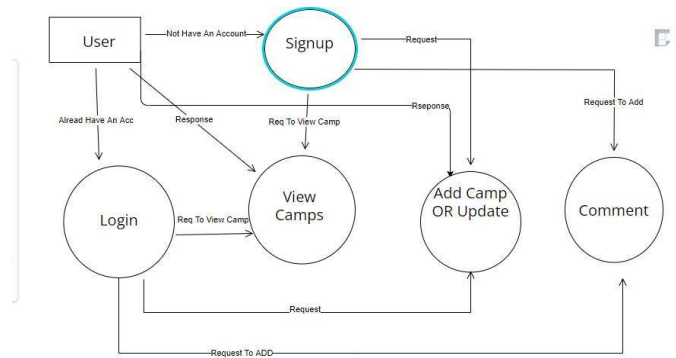 User
Not Have An Account
Signup
Request
Request To Add
Alread Have An Acc
Response
Req To View Camp
Rseponse
Login
Req To View Camp
View
Camps
Add Camp
OR Update
Comment
Request
Request To ADD